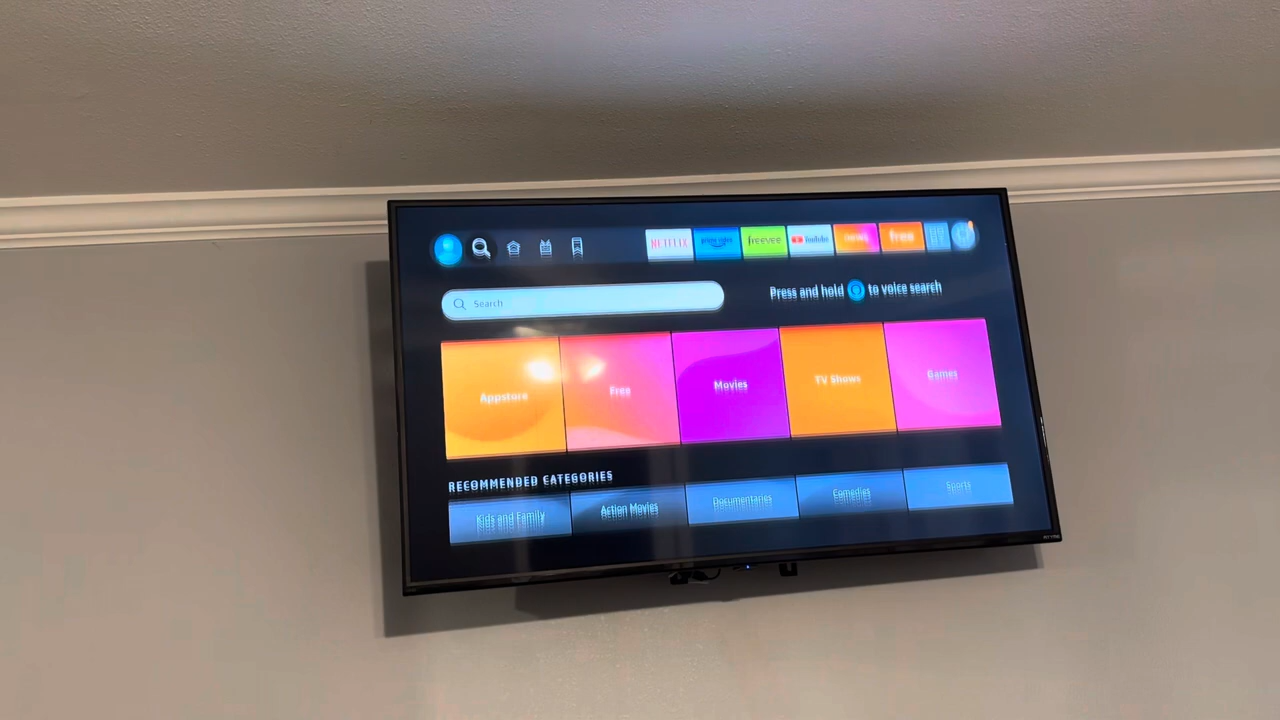 NETFLIX prime video freevee YouTube news free
Search
Press and hold to voice search
Appstore Free Movies TV Shows Games
RECOMMENDED CATEGORIES
Kids and Family Action Movies Documentaries Comedies Sports